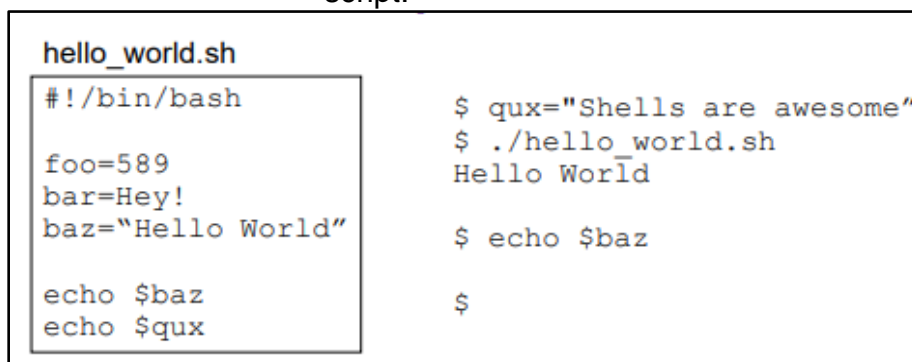 script.
hello_world.sh
#!/bin/bash
foo=589
bar=Hey!
baz=“Hello World”
echo $baz
echo $qux
$ qux="Shells are awesome”
$ ./hello_world.sh
Hello World
$ echo $baz
$